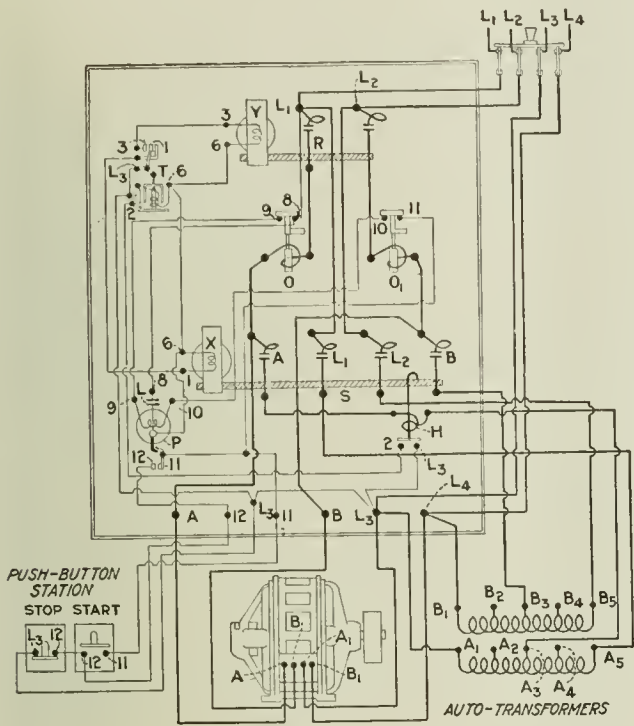 L1 L2 L3 L4
L1 L2
3 Y
3 1 6 R
L3 T 6
2
8
9 10 11
O O1
6 X
A L1 L2 B
1
8 S
L
9 10 H
P 2 L3
12 11
L4
A 12 L3 11 B L3
PUSH-BUTTON
STATION
STOP START
L3 12
12 11
B1 A1
A B1
B1 B2 B3 B4 B5
A1 A2 A3 A4 A5
AUTO-TRANSFORMERS